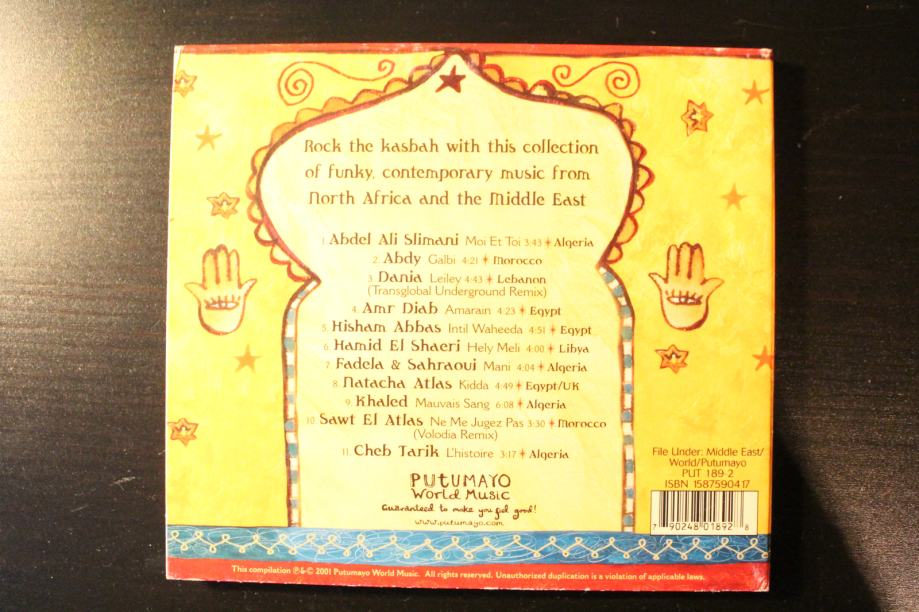 Rock the kasbah with this collection
of funky, contemporary music from
North Africa and the Middle East
1. Abdel Ali Slimani Moi Et Toi 3:43 Algeria
2. Abdy Galbi 4:21 Morocco
3. Dania Leiley 4:43 Lebanon
(Transglobal Underground Remix)
4. Amr Diab Amarain 4:23 Egypt
5. Hisham Abbas Intil Waheeda 4:51 Egypt
6. Hamid El Shaeri Hely Meli 4:00 Libya
7. Fadela & Sahraoui Mani 4:04 Algeria
8. Natacha Atlas Kidda 4:49 Egypt/UK
9. Khaled Mauvais Sang 6:08 Algeria
10. Sawt El Atlas Ne Me Jugez Pas 3:30 Morocco
(Volodia Remix)
11. Cheb Tarik L'histoire 3:17 Algeria
PUTUMAYO
World Music
Guaranteed to make you feel good!
www.putumayo.com
File Under: Middle East/
World/Putumayo
PUT 189-2
ISBN 1587590417
7 90248 01892 8
This compilation ℗&© 2001 Putumayo World Music. All rights reserved. Unauthorized duplication is a violation of applicable laws.